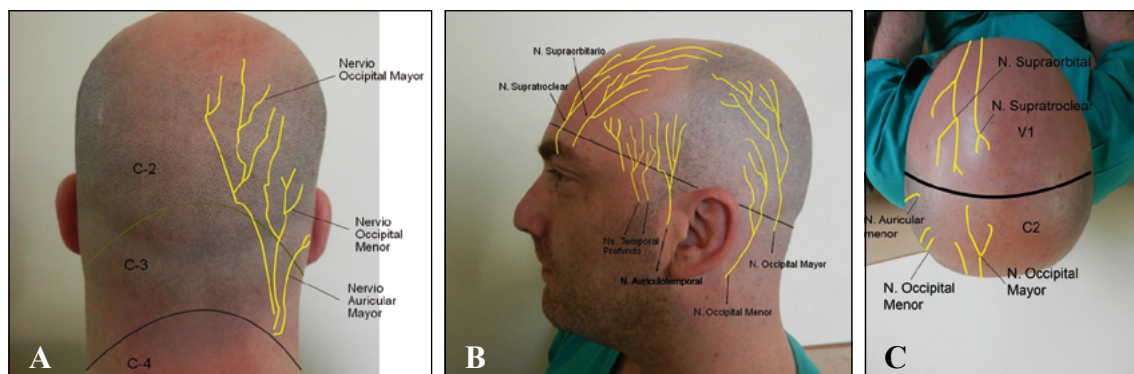 Nervio
Occipital Mayor
C-2
Nervio
Occipital
Menor
C-3
Nervio
Auricular
Mayor
C-4
A
N. Supraorbitario
N. Supratroclear
Ns. Temporal
Profundo
N. Auriculotemporal
N. Occipital Mayor
N. Occipital Menor
B
N. Supraorbital
N. Supratroclear
V1
N. Auricular
menor
C2
N. Occipital
Menor
N. Occipital
Mayor
C